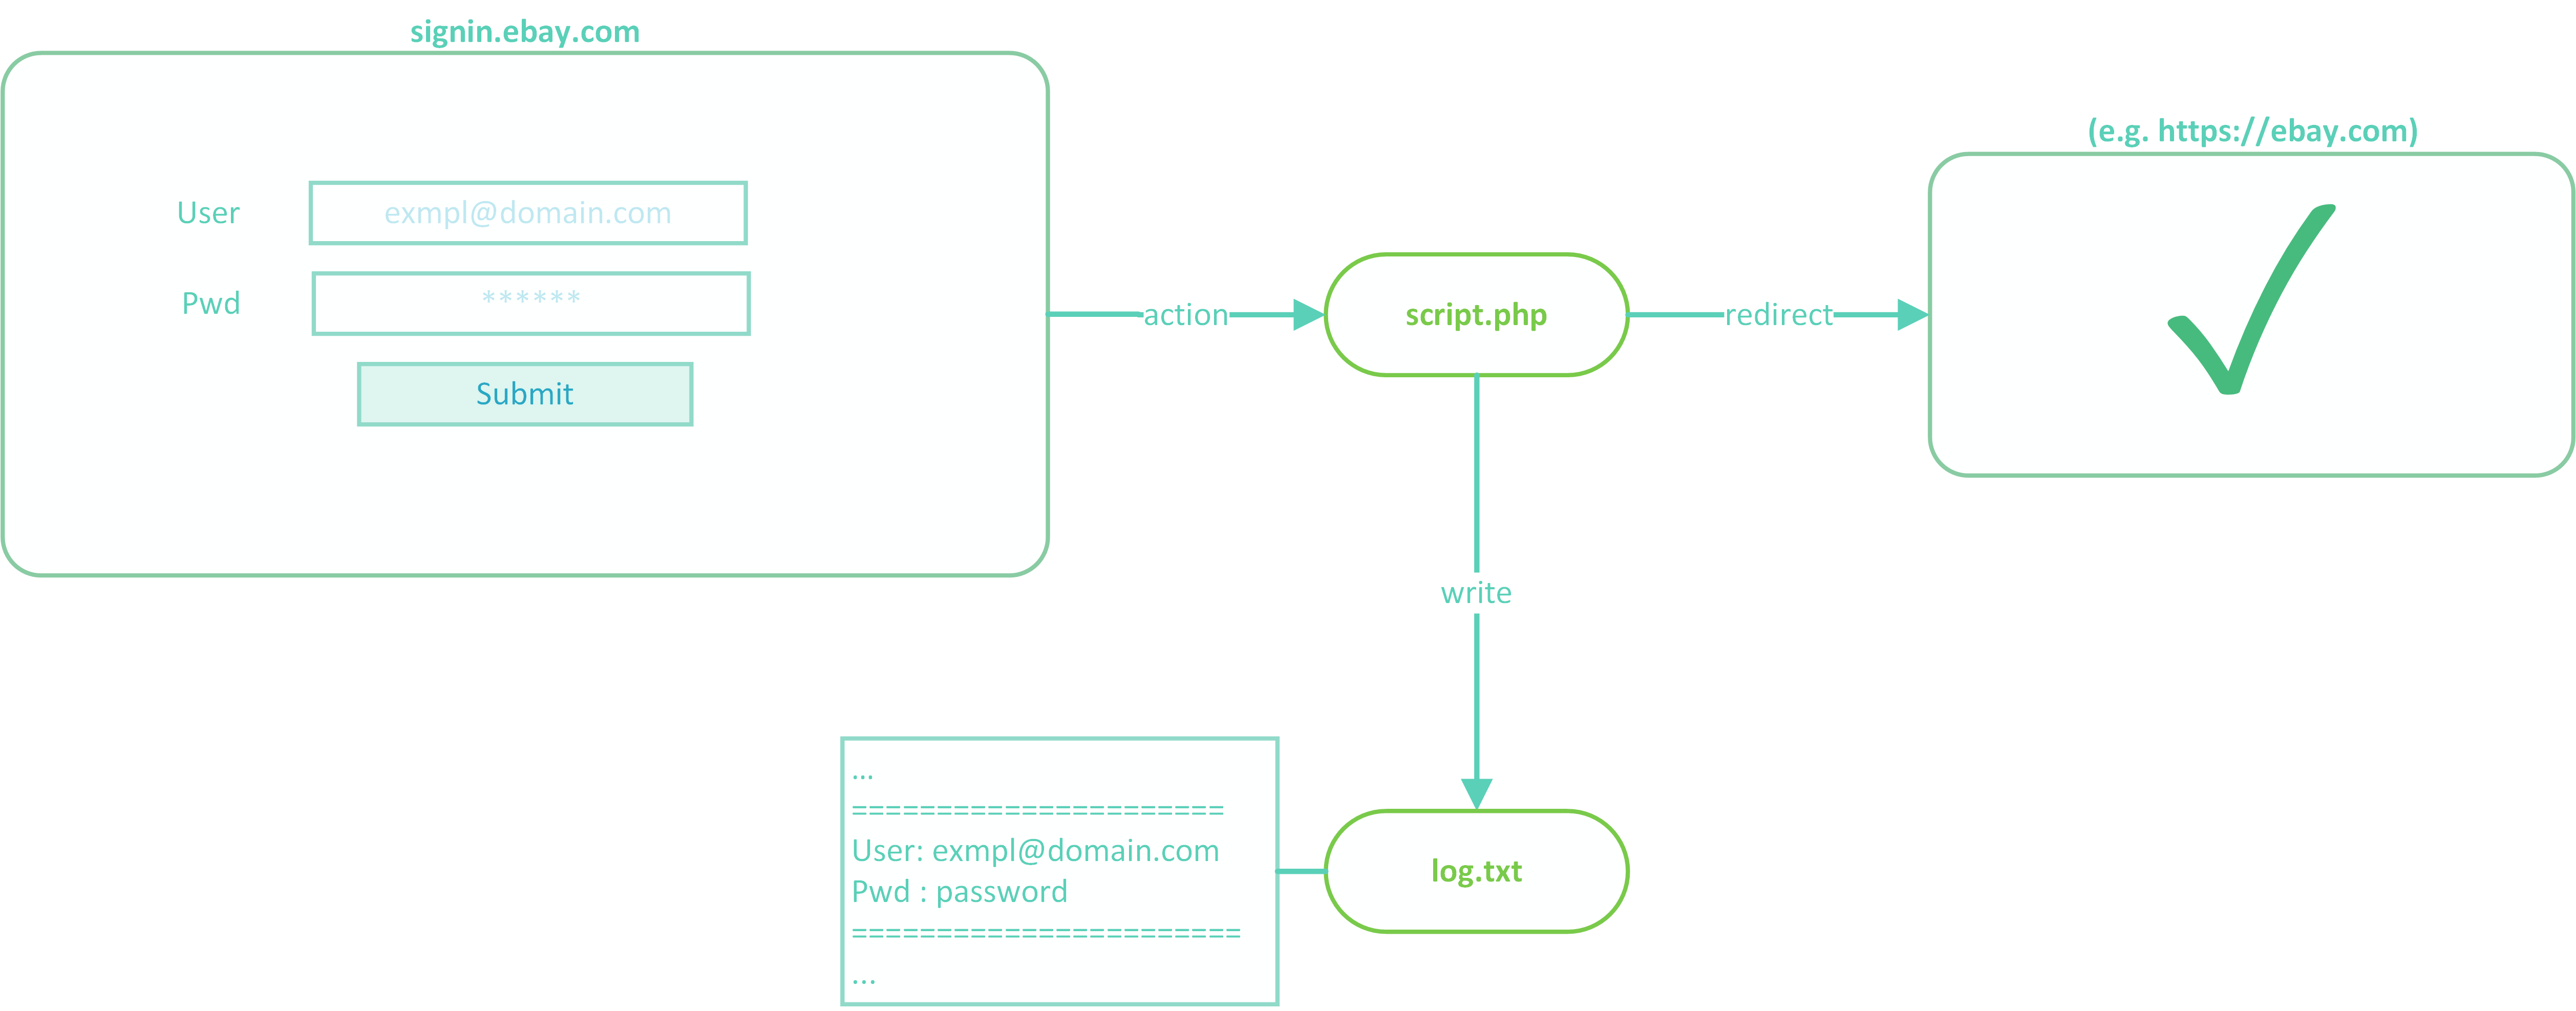 signin.ebay.com
User
exmpl@domain.com
Pwd
******
Submit
action
script.php
redirect
(e.g. https://ebay.com)
write
log.txt
...
======================
User: exmpl@domain.com
Pwd : password
=======================
...